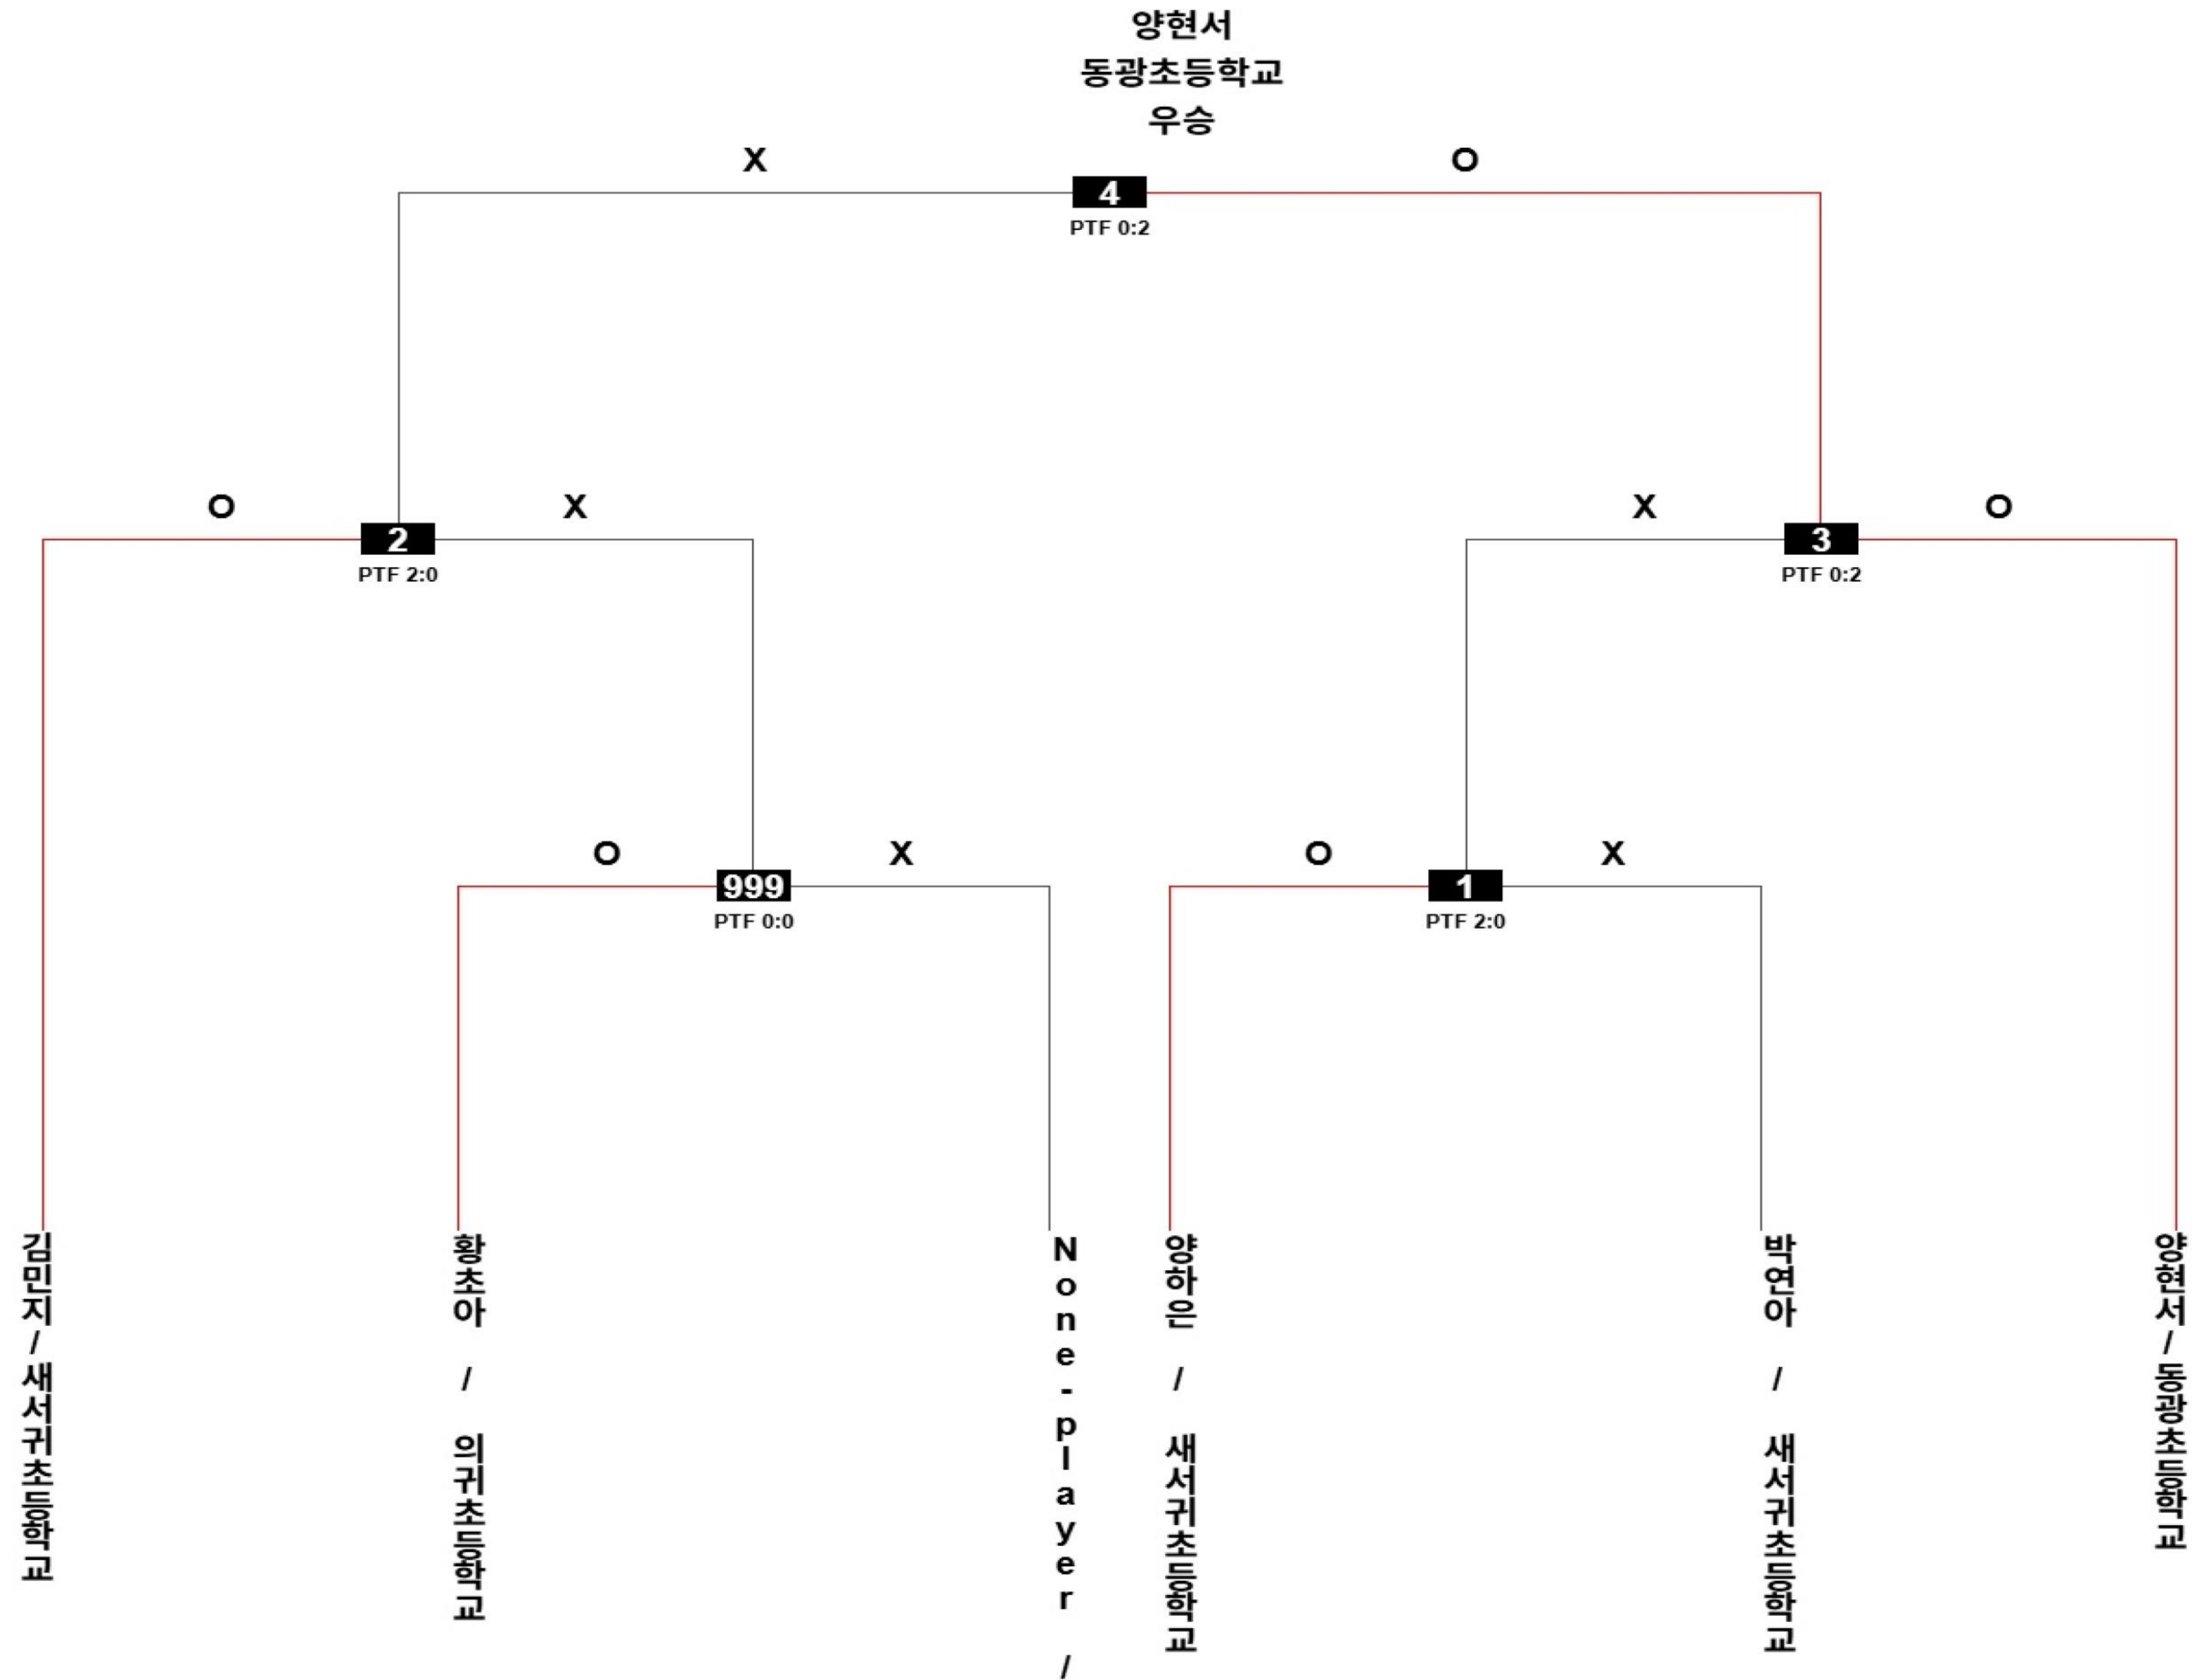 양현서
동광초등학교
우승
X
O
4
PTF 0:2
O
X
X
O
2
3
PTF 2:0
PTF 0:2
O
X
O
X
999
1
PTF 0:0
PTF 2:0
김민지 / 새서귀초등학교
황초아 / 의귀초등학교
None-player /
양하은 / 새서귀초등학교
박연아 / 새서귀초등학교
양현서 / 동광초등학교